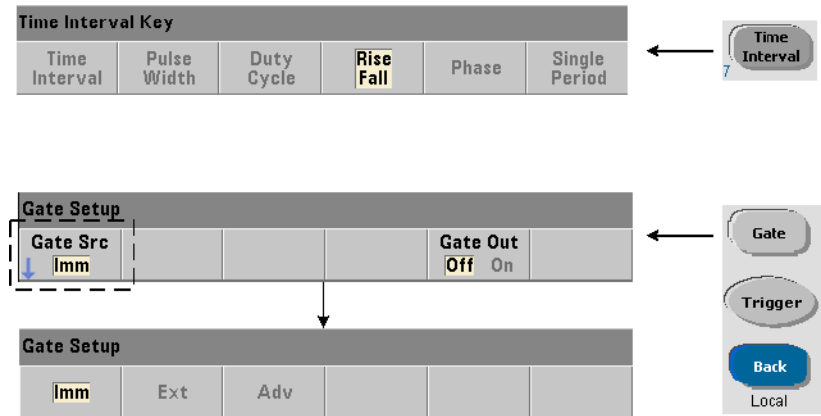 Time Interval Key
Time Interval
Pulse Width
Duty Cycle
Rise Fall
Phase
Single Period
Time Interval
7
Gate Setup
Gate Src
Imm
Gate Out
Off On
Gate
Trigger
Back
Local
Gate Setup
Imm
Ext
Adv